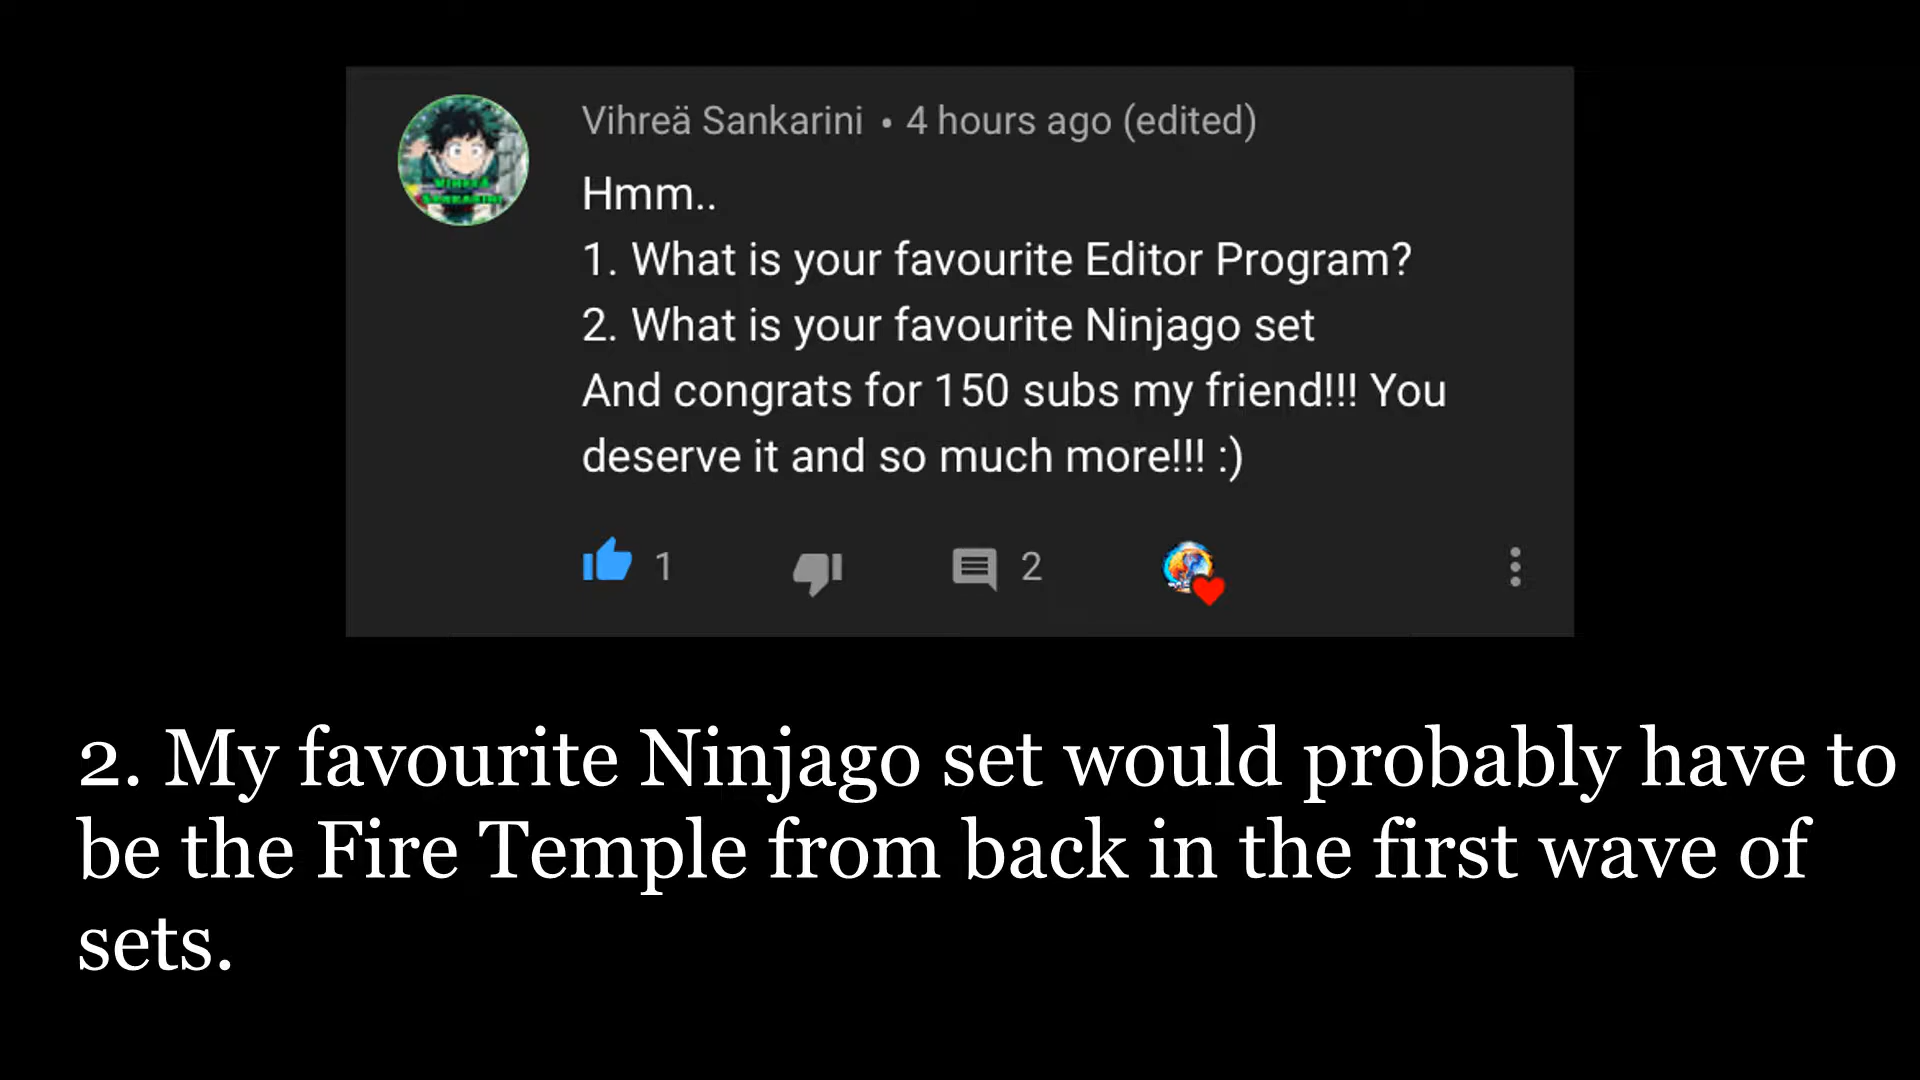 Vihreä Sankarini • 4 hours ago (edited)
VIHREÄ
SANKARINI
Hmm..
1. What is your favourite Editor Program?
2. What is your favourite Ninjago set
And congrats for 150 subs my friend!!! You
deserve it and so much more!!! :)
1 2
2. My favourite Ninjago set would probably have to
be the Fire Temple from back in the first wave of
sets.